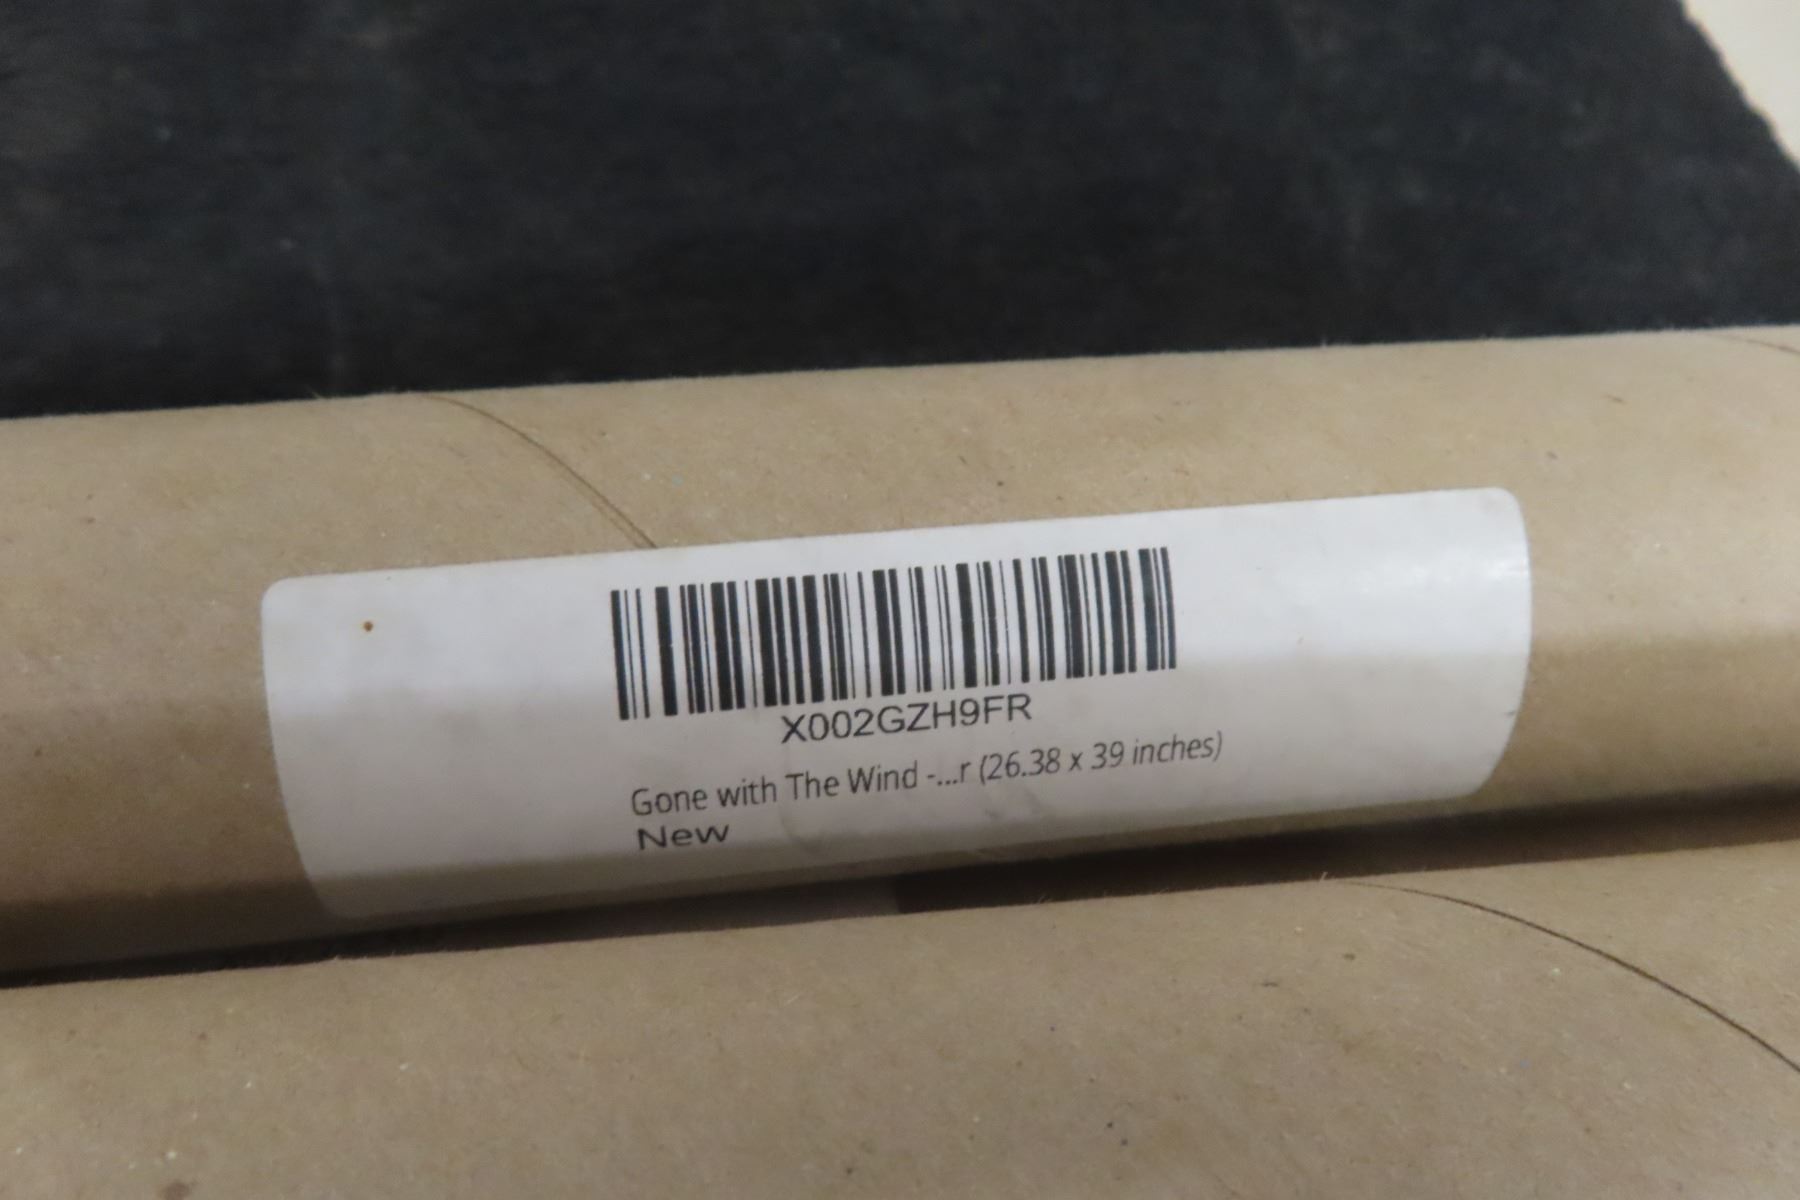 X002GZH9FR
Gone with The Wind -...r (26.38 x 39 inches)
New